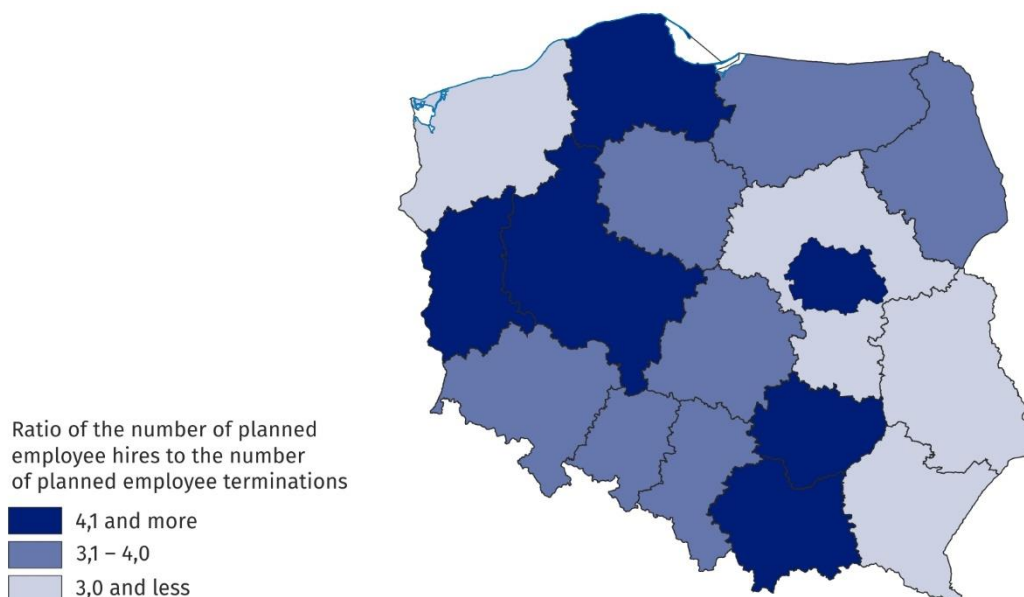 Ratio of the number of planned
employee hires to the number
of planned employee terminations
4,1 and more
3,1 – 4,0
3,0 and less